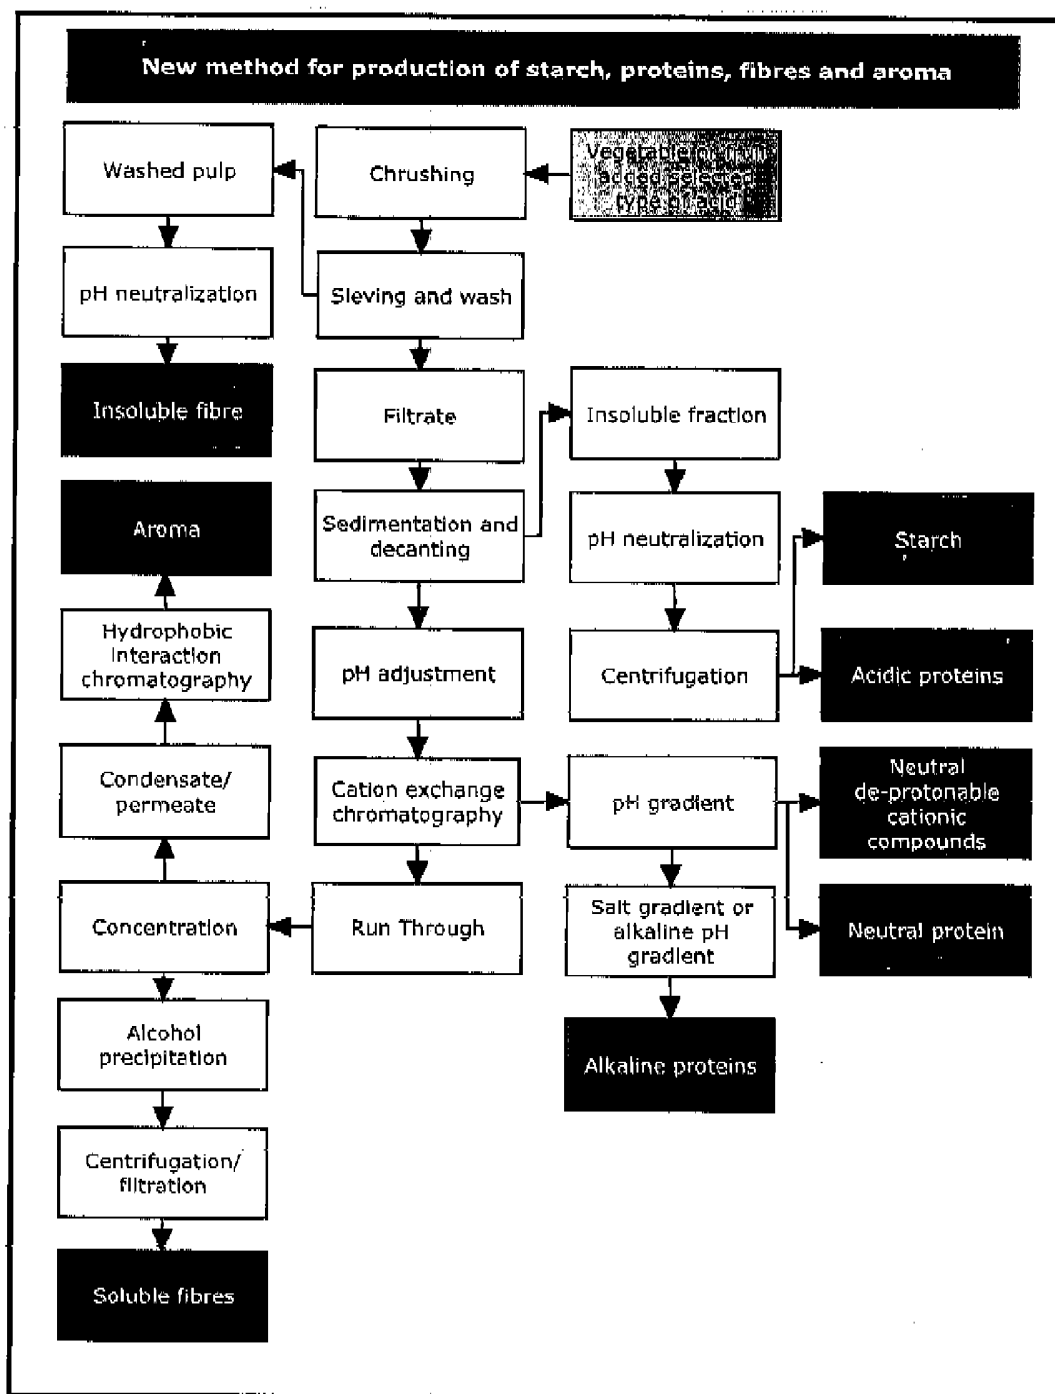 New method for production of starch, proteins, fibres and aroma
Washed pulp
Chrushing
Vegetable
added selected
type of acid
pH neutralization
Sieving and wash
Insoluble fibre
Filtrate
Insoluble fraction
Aroma
Sedimentation and
decanting
pH neutralization
Starch
Hydrophobic
interaction
chromatography
pH adjustment
Centrifugation
Acidic proteins
Condensate/
permeate
Cation exchange
chromatography
pH gradient
Neutral
de-protonable
cationic
compounds
Concentration
Run Through
Salt gradient or
alkaline pH
gradient
Neutral protein
Alcohol
precipitation
Alkaline proteins
Centrifugation/
filtration
Soluble fibres